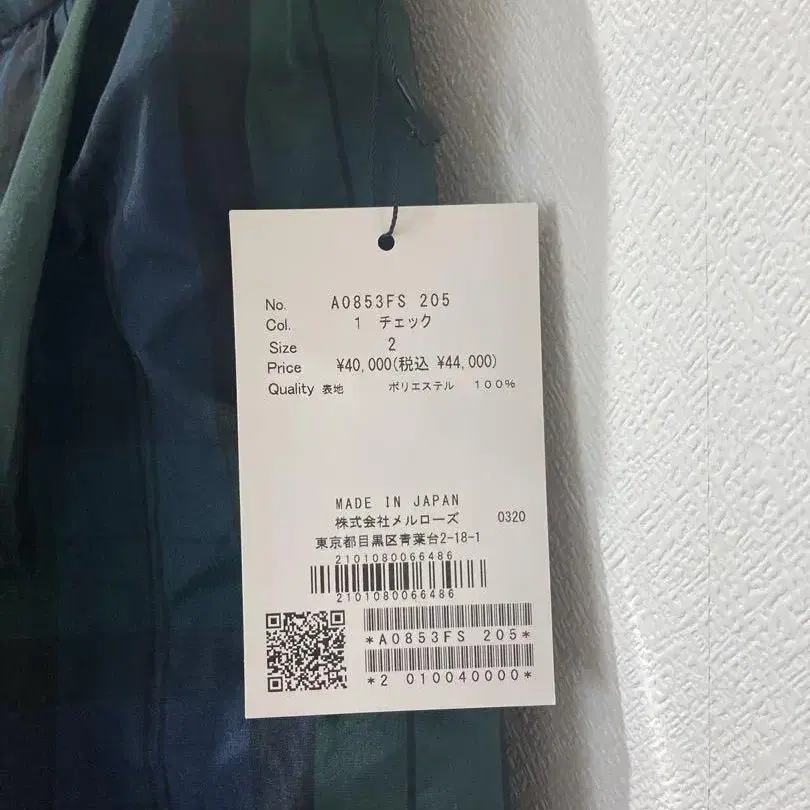 No. A0853FS 205
Col. 1 チェック
Size 2
Price ¥40,000(税込 ¥44,000)
Quality 表地 ポリエステル 100%
MADE IN JAPAN
株式会社メルローズ 0320
東京都目黒区青葉台2-18-1
2101080066486
2101080066486
*A0853FS 205*
*2 010040000*